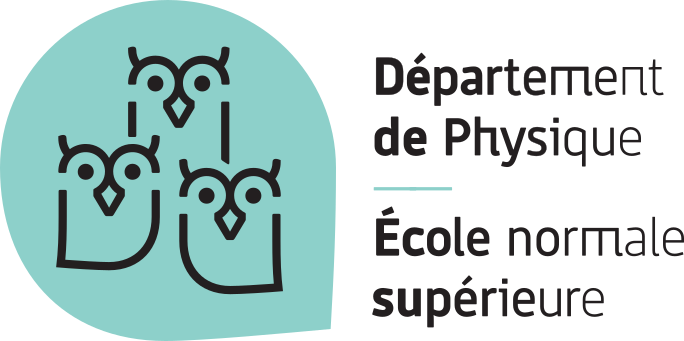 Département
de Physique
École normale
supérieure